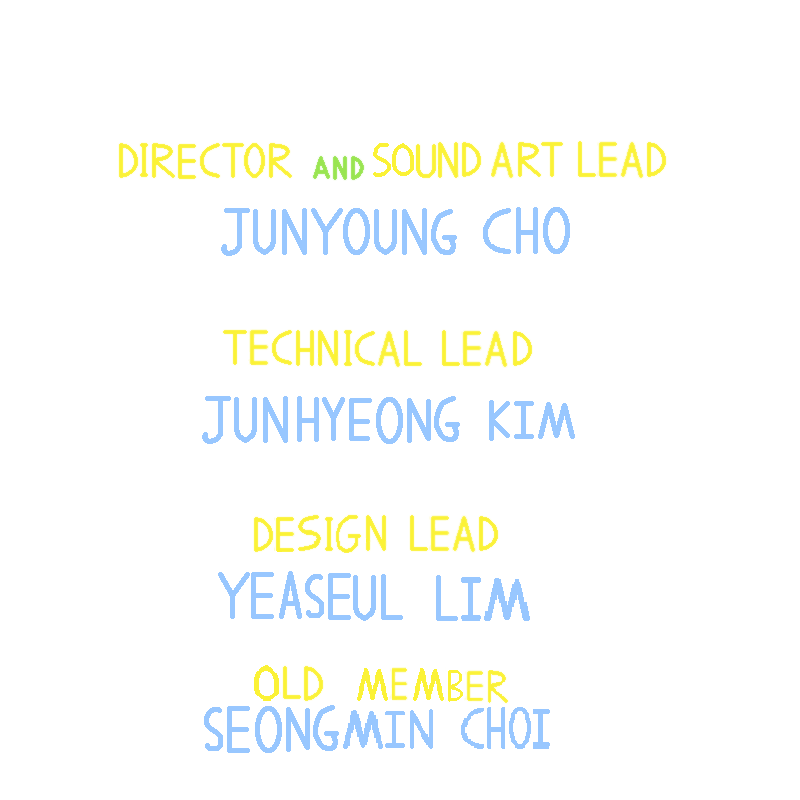 DIRECTOR AND SOUND ART LEAD
JUNYOUNG CHO
TECHNICAL LEAD
JUNHYEONG KIM
DESIGN LEAD
YEASEUL LIM
OLD MEMBER
SEONGMIN CHOI